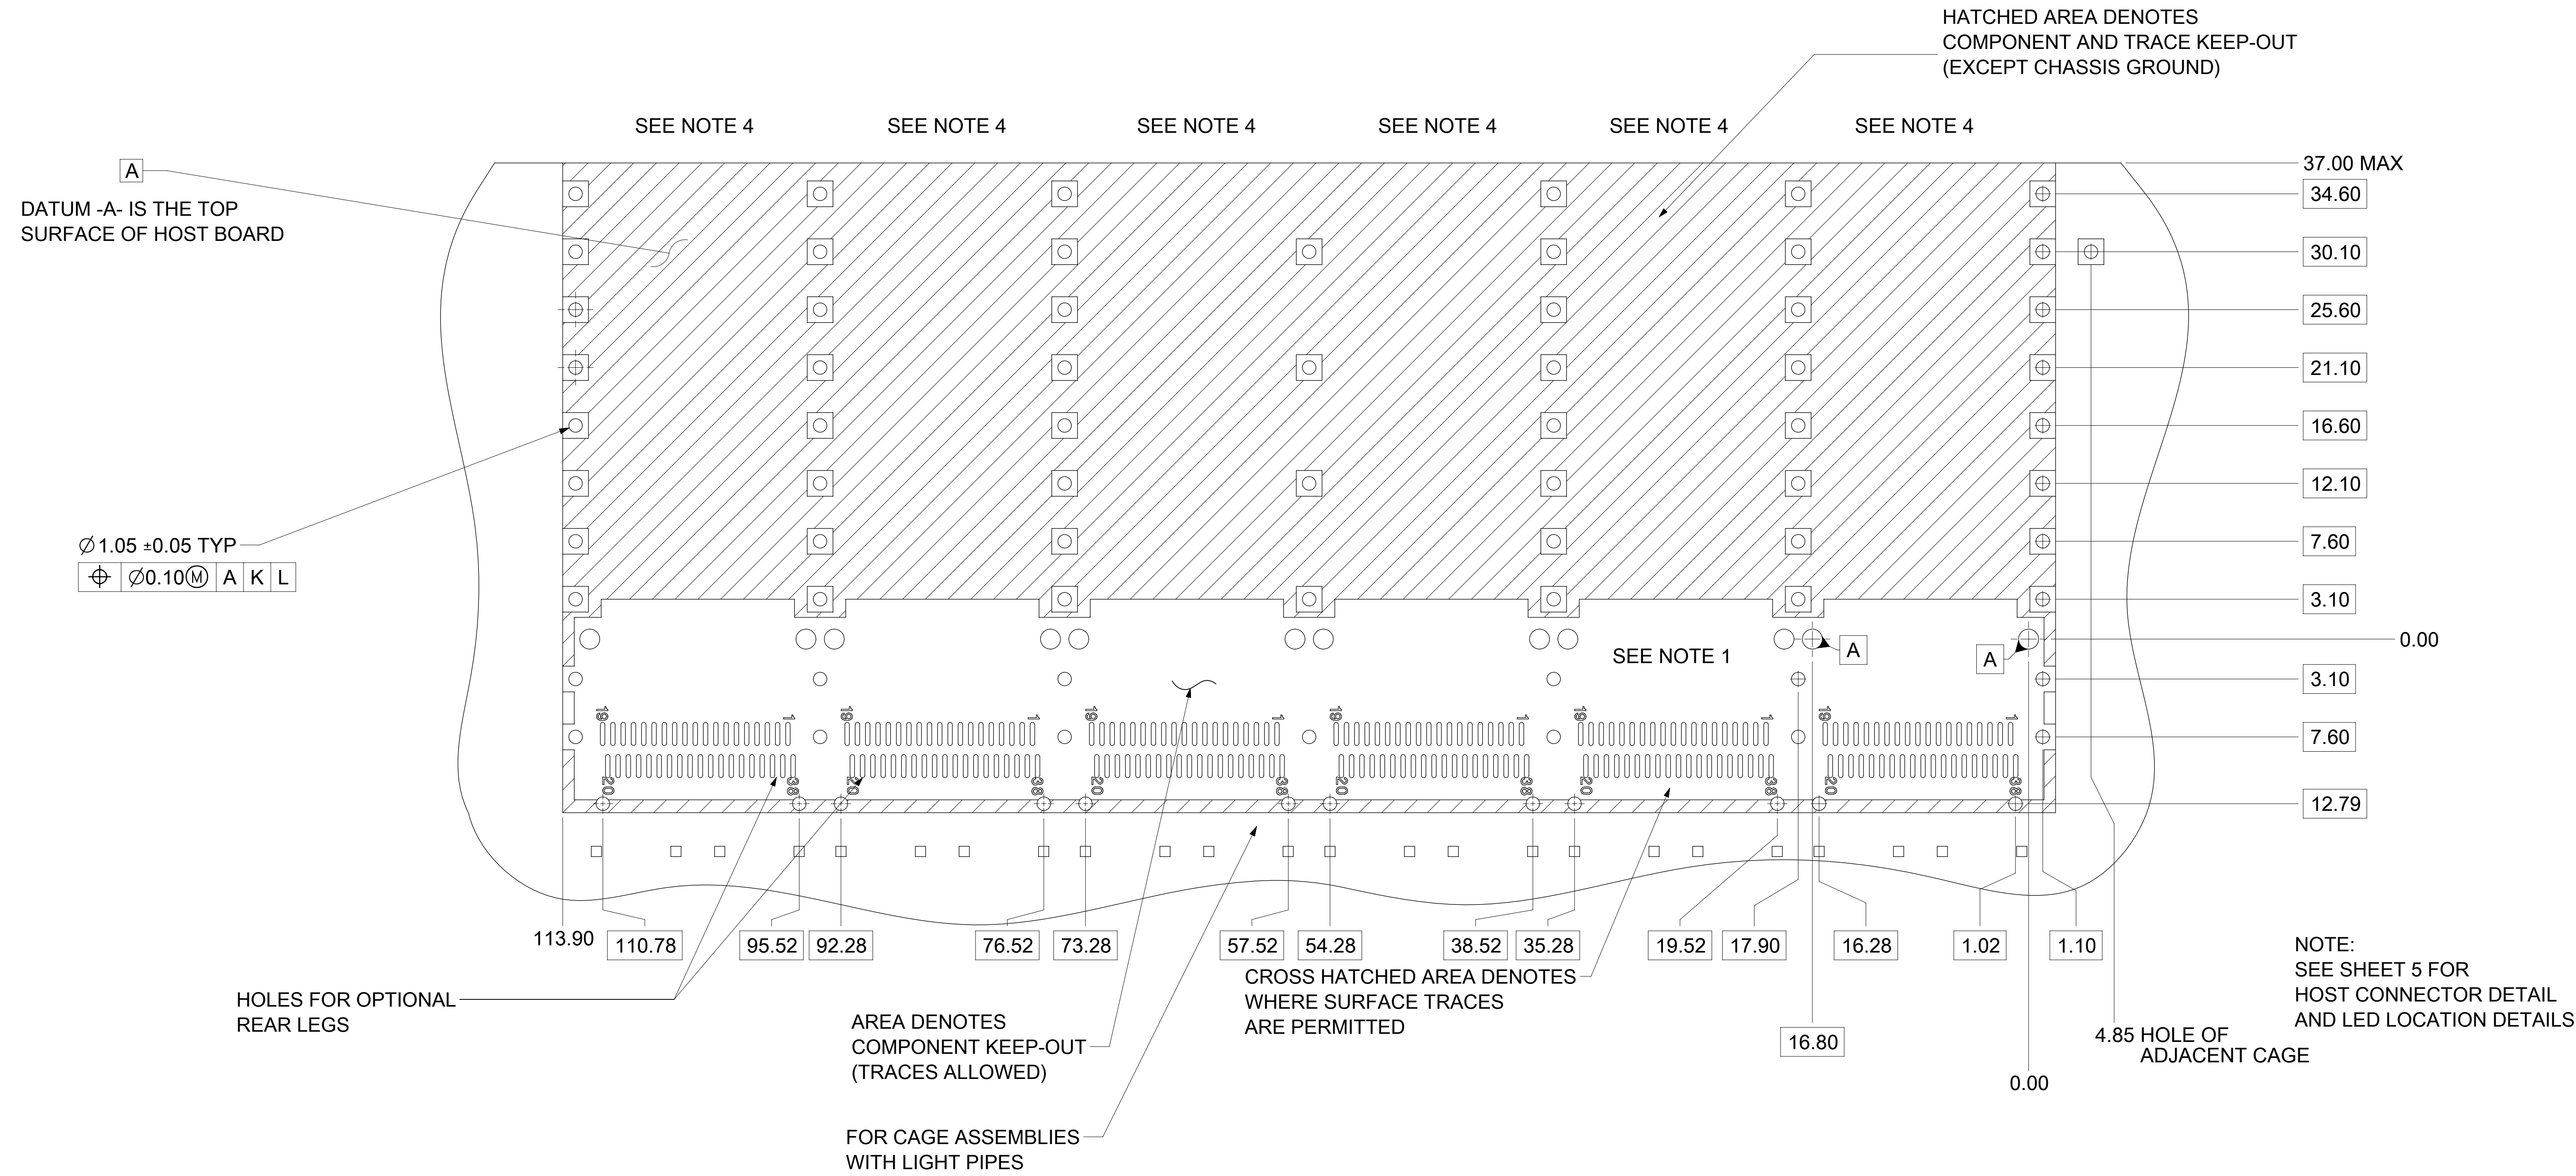 HATCHED AREA DENOTES
COMPONENT AND TRACE KEEP-OUT
(EXCEPT CHASSIS GROUND)
SEE NOTE 4
SEE NOTE 4
SEE NOTE 4
SEE NOTE 4
SEE NOTE 4
SEE NOTE 4
A
DATUM -A- IS THE TOP
SURFACE OF HOST BOARD
37.00 MAX
34.60
30.10
25.60
21.10
16.60
12.10
7.60
3.10
0.00
3.10
7.60
12.79
Ø1.05 ±0.05 TYP
⌖ Ø0.10Ⓜ A K L
SEE NOTE 1
A
A
19 1 19 1 19 1 19 1 19 1 19 1
20 38 20 38 20 38 20 38 20 38 20 38
113.90 110.78 95.52 92.28 76.52 73.28 57.52 54.28 38.52 35.28 19.52 17.90 16.28 1.02 1.10
HOLES FOR OPTIONAL
REAR LEGS
AREA DENOTES
COMPONENT KEEP-OUT
(TRACES ALLOWED)
CROSS HATCHED AREA DENOTES
WHERE SURFACE TRACES
ARE PERMITTED
FOR CAGE ASSEMBLIES
WITH LIGHT PIPES
16.80
0.00
4.85 HOLE OF
ADJACENT CAGE
NOTE:
SEE SHEET 5 FOR
HOST CONNECTOR DETAIL
AND LED LOCATION DETAILS